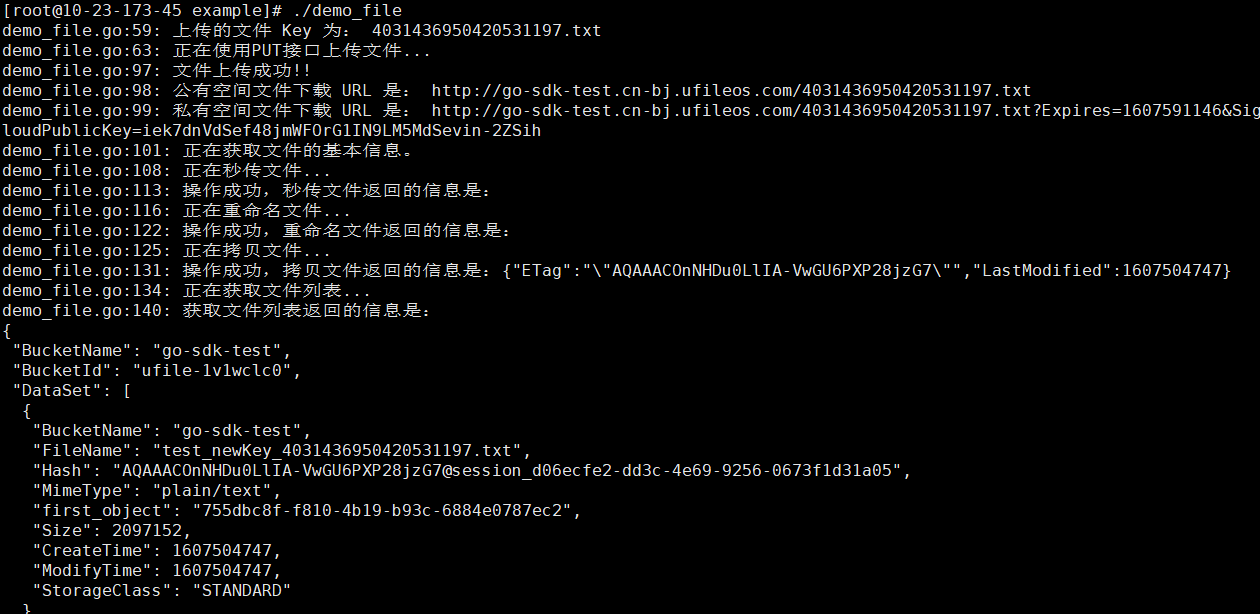 [root@10-23-173-45 example]# ./demo_file
demo_file.go:59: 上传的文件 Key 为： 4031436950420531197.txt
demo_file.go:63: 正在使用PUT接口上传文件...
demo_file.go:97: 文件上传成功!!
demo_file.go:98: 公有空间文件下载 URL 是： http://go-sdk-test.cn-bj.ufileos.com/4031436950420531197.txt
demo_file.go:99: 私有空间文件下载 URL 是： http://go-sdk-test.cn-bj.ufileos.com/4031436950420531197.txt?Expires=1607591146&Sig
loudPublicKey=iek7dnVdSef48jmWFOrG1IN9LM5MdSevin-2ZSih
demo_file.go:101: 正在获取文件的基本信息。
demo_file.go:108: 正在秒传文件...
demo_file.go:113: 操作成功，秒传文件返回的信息是：
demo_file.go:116: 正在重命名文件...
demo_file.go:122: 操作成功，重命名文件返回的信息是：
demo_file.go:125: 正在拷贝文件...
demo_file.go:131: 操作成功，拷贝文件返回的信息是：{"ETag":"\"AQAAACOnNHDu0LlIA-VwGU6PXP28jzG7\"","LastModified":1607504747}
demo_file.go:134: 正在获取文件列表...
demo_file.go:140: 获取文件列表返回的信息是：
{
"BucketName": "go-sdk-test",
"BucketId": "ufile-1v1wclc0",
"DataSet": [
{
"BucketName": "go-sdk-test",
"FileName": "test_newKey_4031436950420531197.txt",
"Hash": "AQAAACOnNHDu0LlIA-VwGU6PXP28jzG7@session_d06ecfe2-dd3c-4e69-9256-0673f1d31a05",
"MimeType": "plain/text",
"first_object": "755dbc8f-f810-4b19-b93c-6884e0787ec2",
"Size": 2097152,
"CreateTime": 1607504747,
"ModifyTime": 1607504747,
"StorageClass": "STANDARD"
}